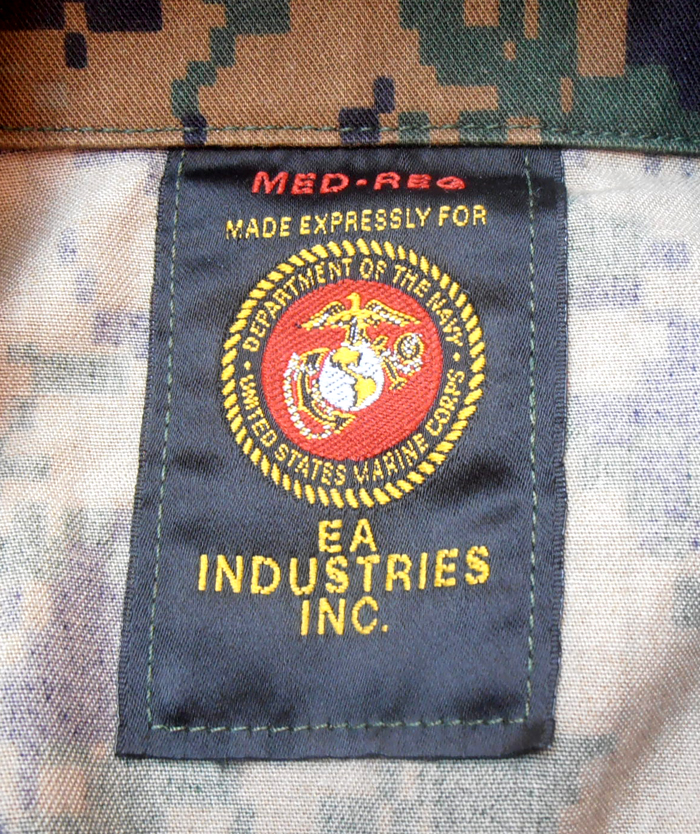 MED-REG
MADE EXPRESSLY FOR
• DEPARTMENT OF THE NAVY •
UNITED STATES MARINE CORPS
EA
INDUSTRIES
INC.